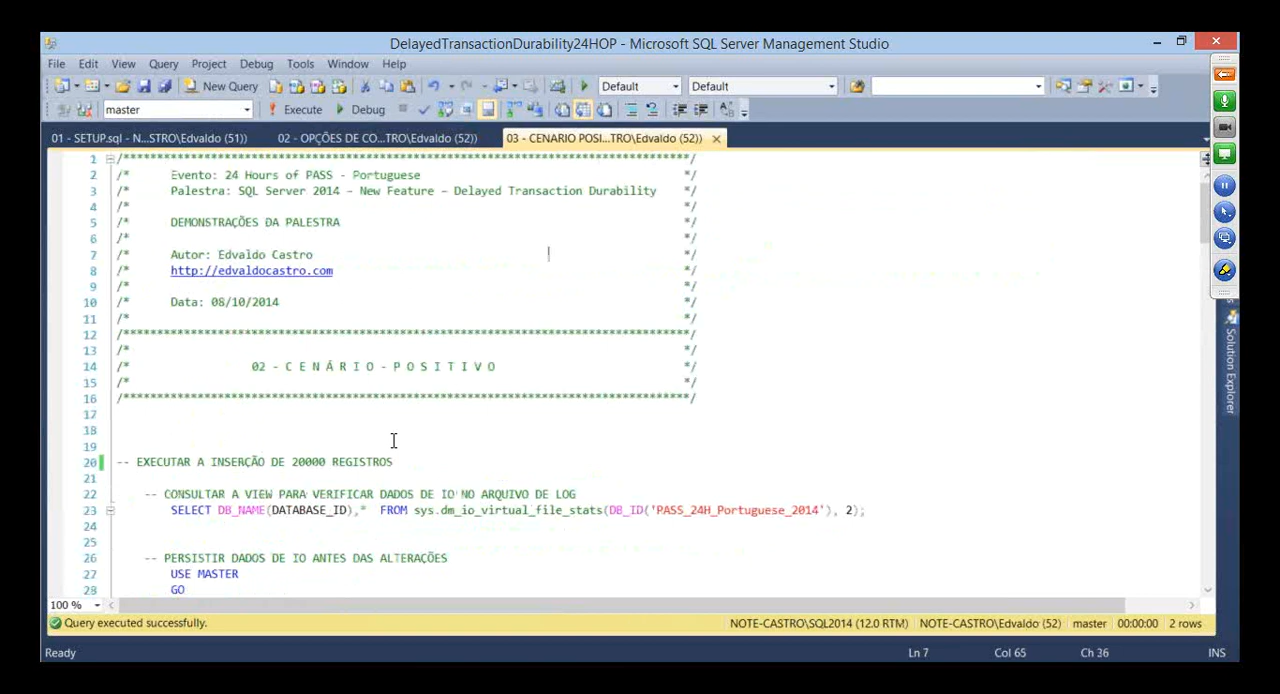 DelayedTransactionDurability24HOP - Microsoft SQL Server Management Studio
File Edit View Query Project Debug Tools Window Help
New Query Default Default
master Execute Debug
01 - SETUP.sql - N...STRO\Edvaldo (51)) 02 - OPÇÕES DE CO...TRO\Edvaldo (52)) 03 - CENARIO POSI...TRO\Edvaldo (52))
1 /************************************************************************************/
2 /* Evento: 24 Hours of PASS - Portuguese */
3 /* Palestra: SQL Server 2014 - New Feature - Delayed Transaction Durability */
4 /* */
5 /* DEMONSTRAÇÕES DA PALESTRA */
6 /* */
7 /* Autor: Edvaldo Castro */
8 /* http://edvaldocastro.com */
9 /* */
10 /* Data: 08/10/2014 */
11 /* */
12 /************************************************************************************/
13 /* */
14 /* 02 - C E N Á R I O - P O S I T I V O */
15 /* */
16 /************************************************************************************/
17
18
19
20 -- EXECUTAR A INSERÇÃO DE 20000 REGISTROS
21
22 -- CONSULTAR A VIEW PARA VERIFICAR DADOS DE IO NO ARQUIVO DE LOG
23 SELECT DB_NAME(DATABASE_ID),* FROM sys.dm_io_virtual_file_stats(DB_ID('PASS_24H_Portuguese_2014'), 2);
24
25
26 -- PERSISTIR DADOS DE IO ANTES DAS ALTERAÇÕES
27 USE MASTER
28 GO
100 %
Query executed successfully. NOTE-CASTRO\SQL2014 (12.0 RTM) NOTE-CASTRO\Edvaldo (52) master 00:00:00 2 rows
Ready Ln 7 Col 65 Ch 36 INS
Solution Explorer